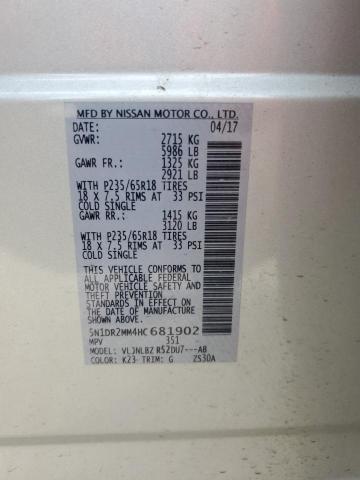 MFD BY NISSAN MOTOR CO., LTD.
DATE: 04/17
GVWR: 2715 KG
5986 LB
GAWR FR.: 1325 KG
2921 LB
WITH P235/65R18 TIRES
18 X 7.5 RIMS AT 33 PSI
COLD SINGLE
GAWR RR.: 1415 KG
3120 LB
WITH P235/65R18 TIRES
18 X 7.5 RIMS AT 33 PSI
COLD SINGLE
THIS VEHICLE CONFORMS TO
ALL APPLICABLE FEDERAL
MOTOR VEHICLE SAFETY
STANDARDS IN EFFECT ON THE
DATE OF MANUFACTURE SHOWN
ABOVE.
5N1DR2MM4HC681902
MPV 351
MODEL: VLJNLBZ R52DU7---AB
COLOR: K23 TRIM: G ZS30A